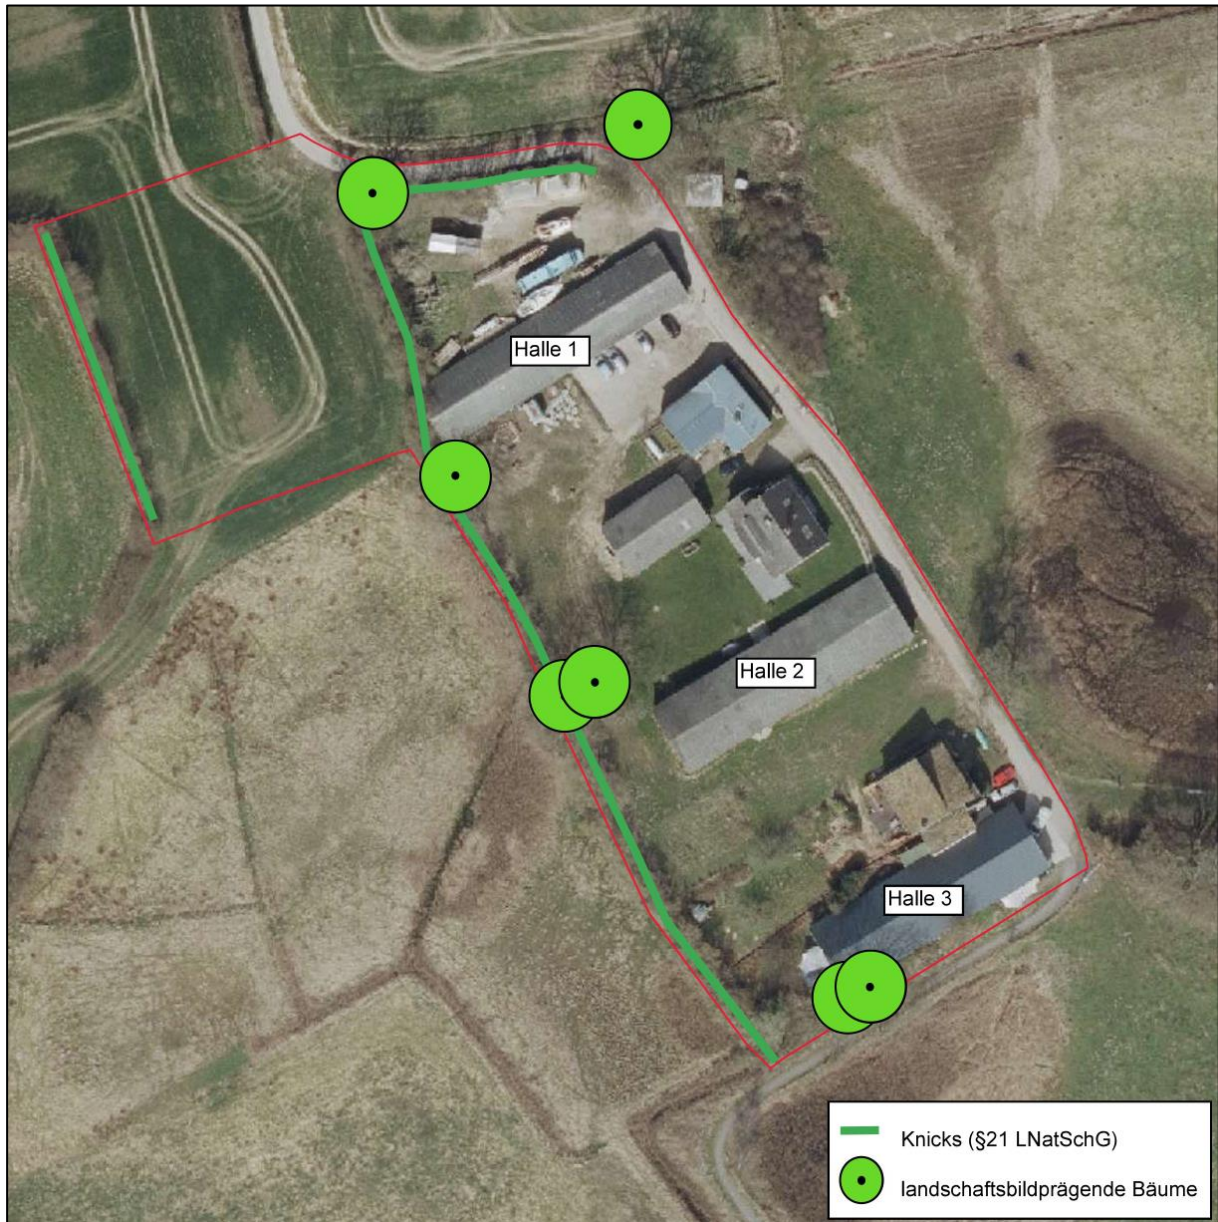 Halle 1
Halle 2
Halle 3
Knicks (§21 LNatSchG)
landschaftsbildprägende Bäume